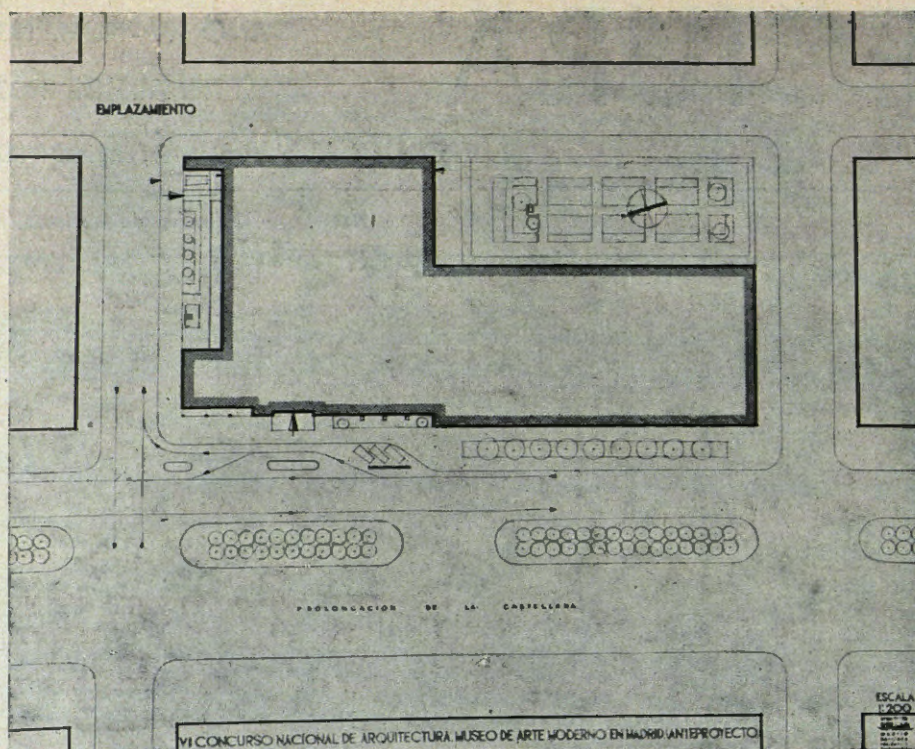 EMPLAZAMIENTO
PROLONGACION DE LA CASTELLANA
ESCALA
1:200
VI CONCURSO NACIONAL DE ARQUITECTURA. MUSEO DE ARTE MODERNO EN MADRID (ANTEPROYECTO)